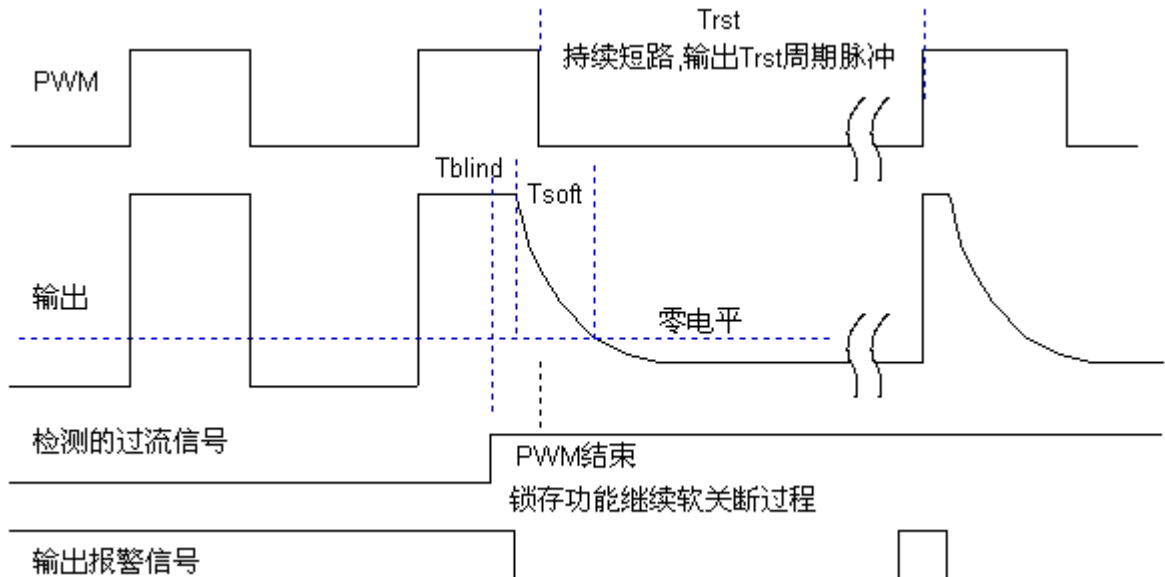 Trst
持续短路,输出Trst周期脉冲
PWM
Tblind
Tsoft
输出
零电平
检测的过流信号
PWM结束
锁存功能继续软关断过程
输出报警信号